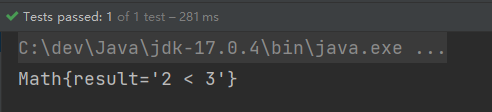 Tests passed: 1 of 1 test – 281 ms
C:\dev\Java\jdk-17.0.4\bin\java.exe ...
Math{result='2 < 3'}